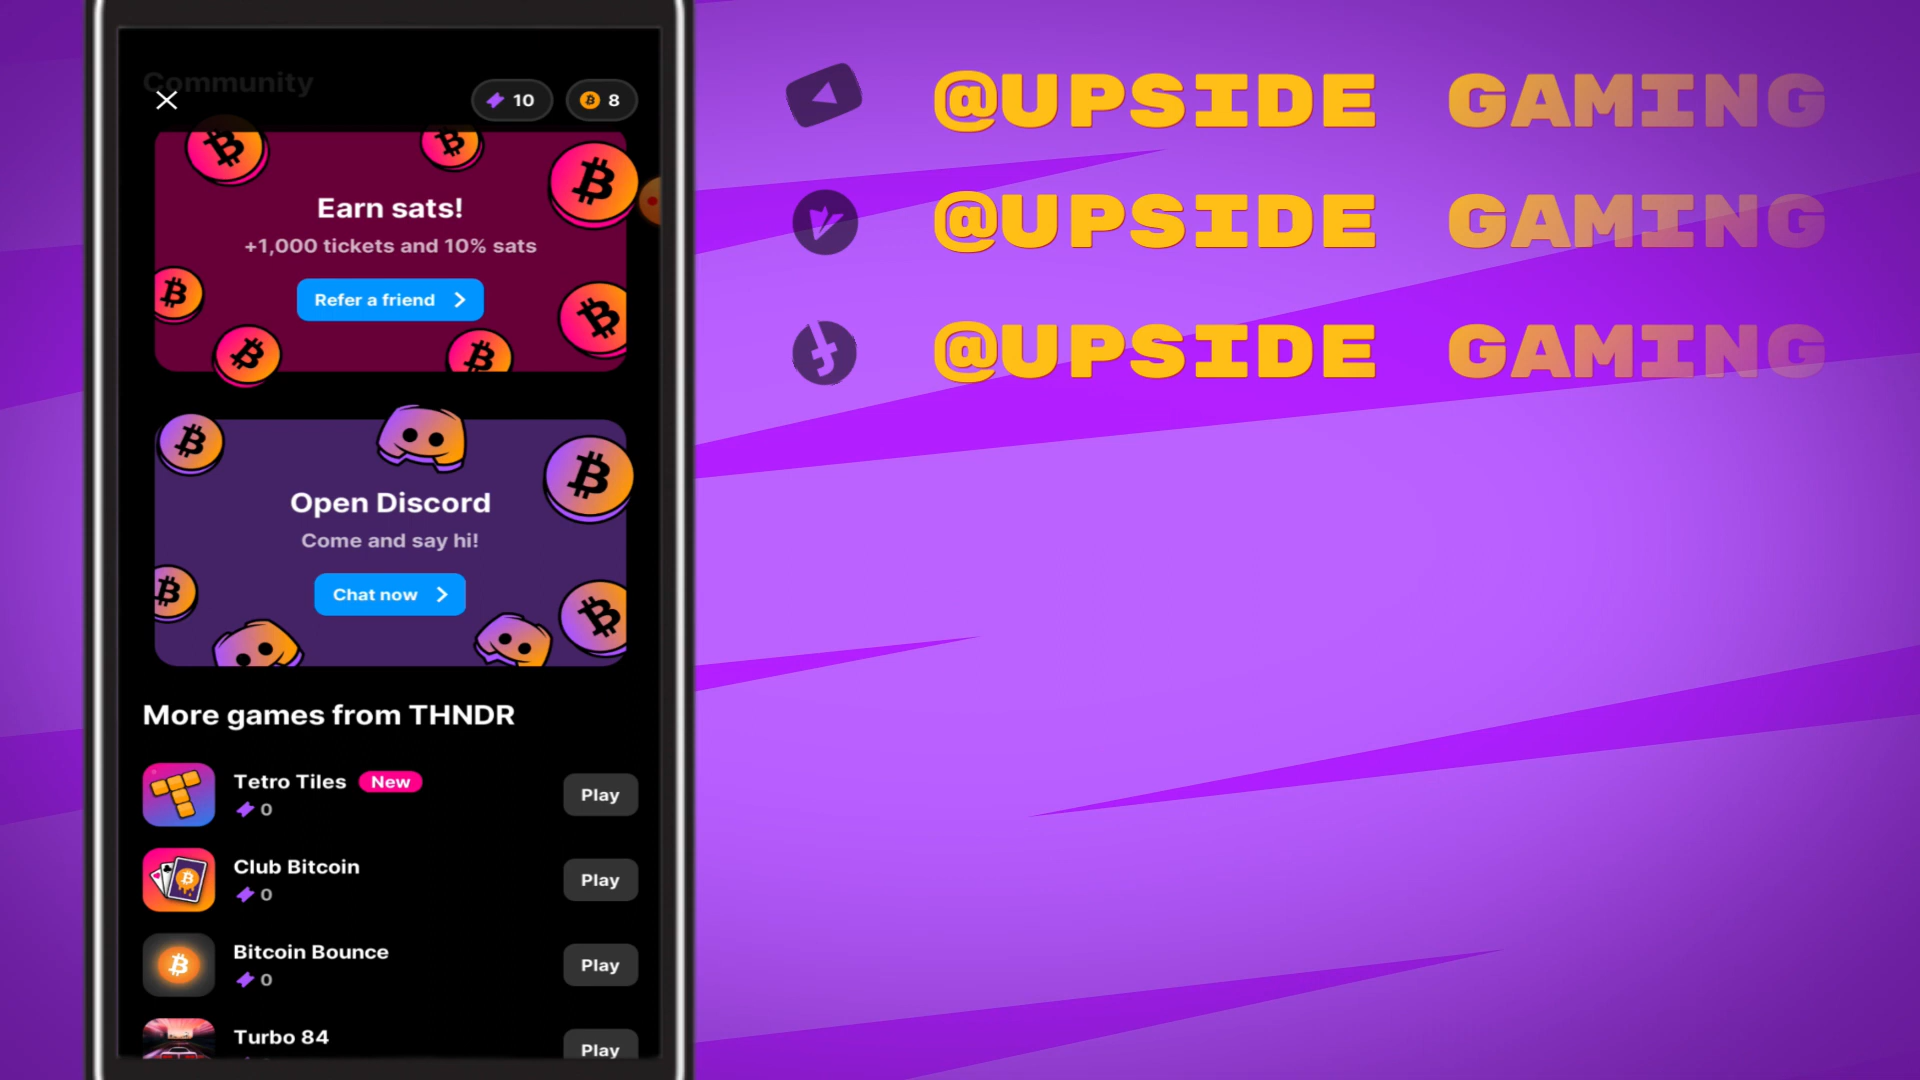 Community
10
8
Earn sats!
+1,000 tickets and 10% sats
Refer a friend
Open Discord
Come and say hi!
Chat now
More games from THNDR
Tetro Tiles New
0
Play
Club Bitcoin
0
Play
Bitcoin Bounce
0
Play
Turbo 84
Play
@UPSIDE GAMING
@UPSIDE GAMING
@UPSIDE GAMING